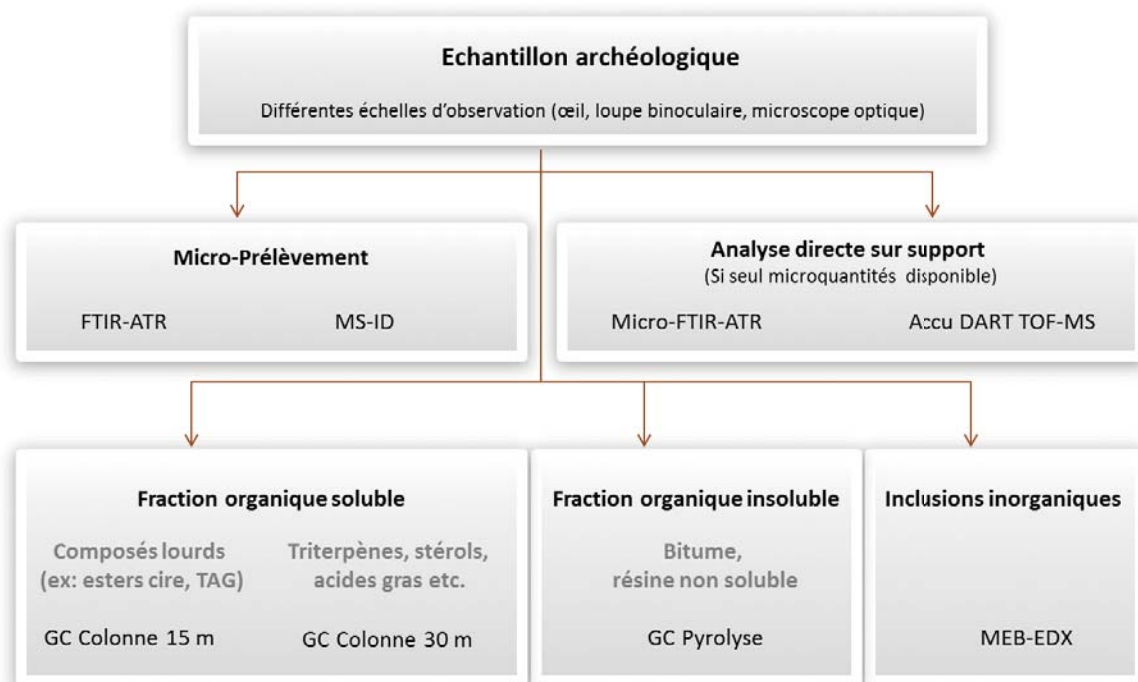 Echantillon archéologique
Différentes échelles d'observation (œil, loupe binoculaire, microscope optique)
Micro-Prélèvement
FTIR-ATR
MS-ID
Analyse directe sur support
(Si seul microquantités disponible)
Micro-FTIR-ATR
Accu DART TOF-MS
Fraction organique soluble
Composés lourds
(ex: esters cire, TAG)
GC Colonne 15 m
Triterpènes, stérols,
acides gras etc.
GC Colonne 30 m
Fraction organique insoluble
Bitume,
résine non soluble
GC Pyrolyse
Inclusions inorganiques
MEB-EDX